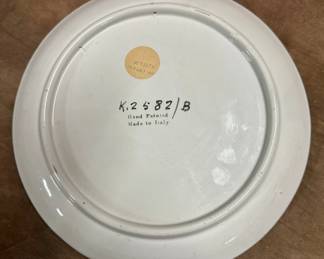 K.2582/B
Hand Painted
Made in Italy